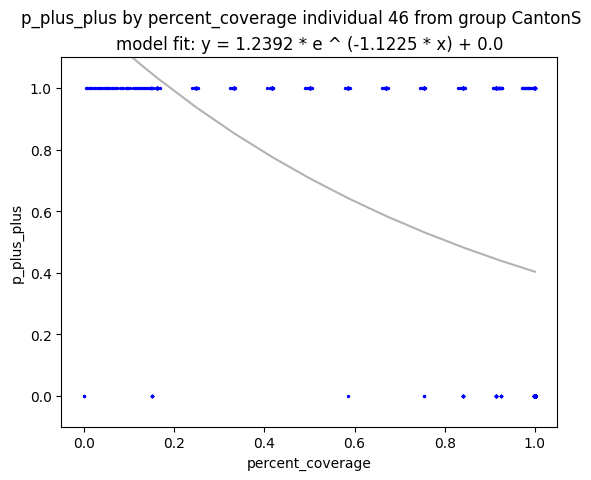 p_plus_plus by percent_coverage individual 46 from group CantonS
model fit: y = 1.2392 * e ^ (-1.1225 * x) + 0.0
1.0
0.8
0.6
0.4
0.2
0.0
p_plus_plus
0.0 0.2 0.4 0.6 0.8 1.0
percent_coverage